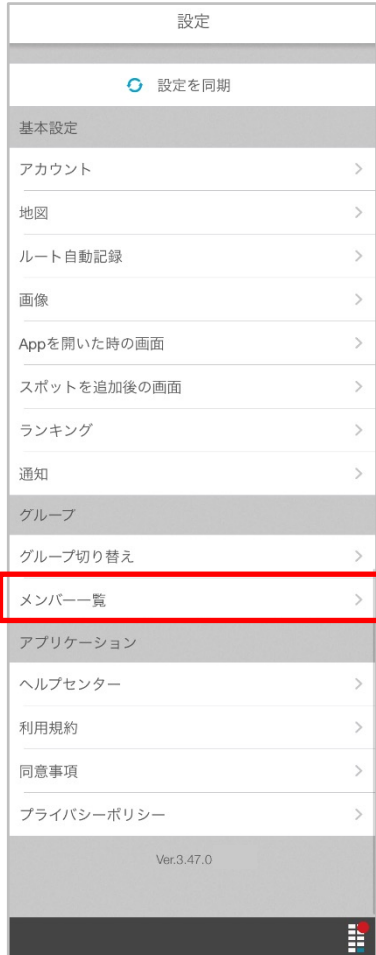 設定
設定を同期
基本設定
アカウント
地図
ルート自動記録
画像
Appを開いた時の画面
スポットを追加後の画面
ランキング
通知
グループ
グループ切り替え
メンバー一覧
アプリケーション
ヘルプセンター
利用規約
同意事項
プライバシーポリシー
Ver.3.47.0